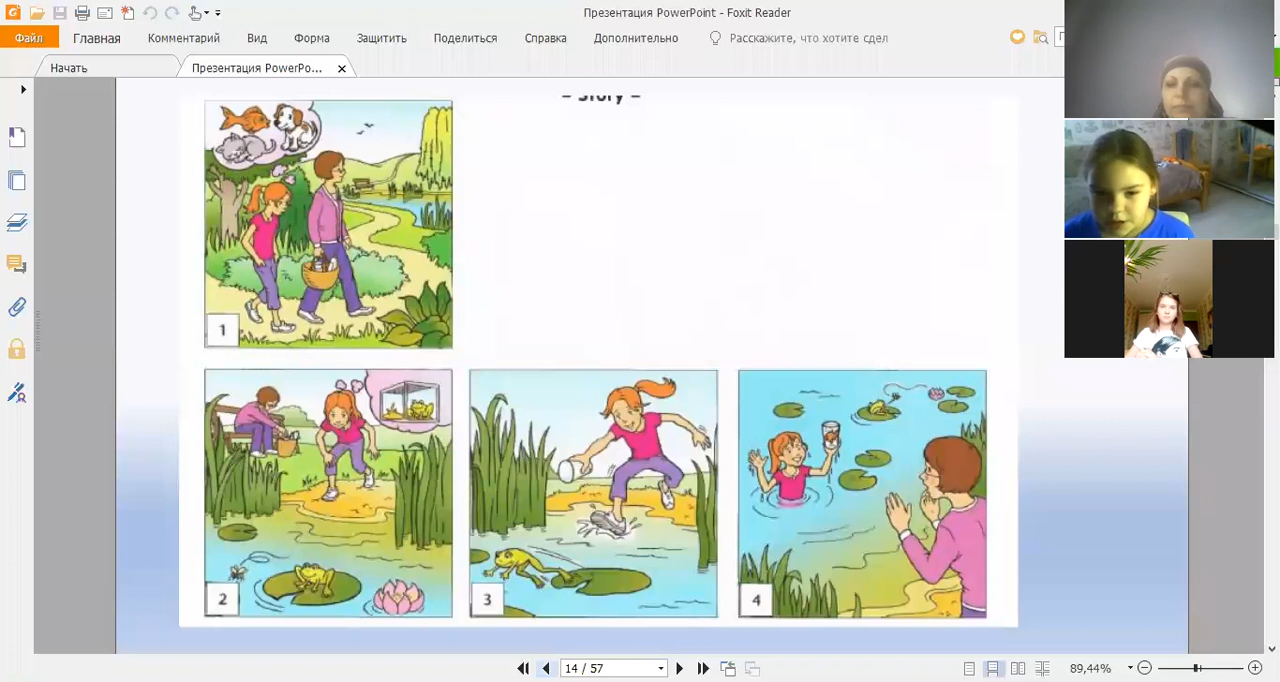 Презентация PowerPoint - Foxit Reader
Файл Главная Комментарий Вид Форма Защитить Поделиться Справка Дополнительно Расскажите, что хотите сделать
Начать Презентация PowerPo...
= Story =
1
2
3
4
14 / 57
89,44%